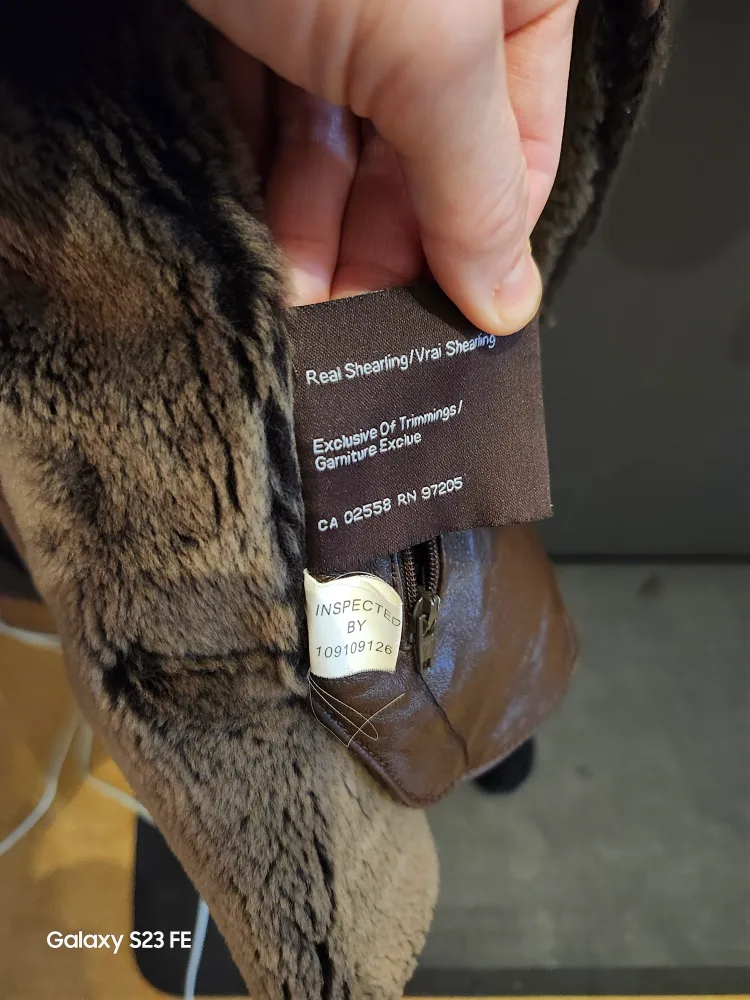 Real Shearling/Vrai Shearling
Exclusive Of Trimmings/
Garniture Exclue
CA 02558 RN 97205
INSPECTED
BY
109109126
Galaxy S23 FE